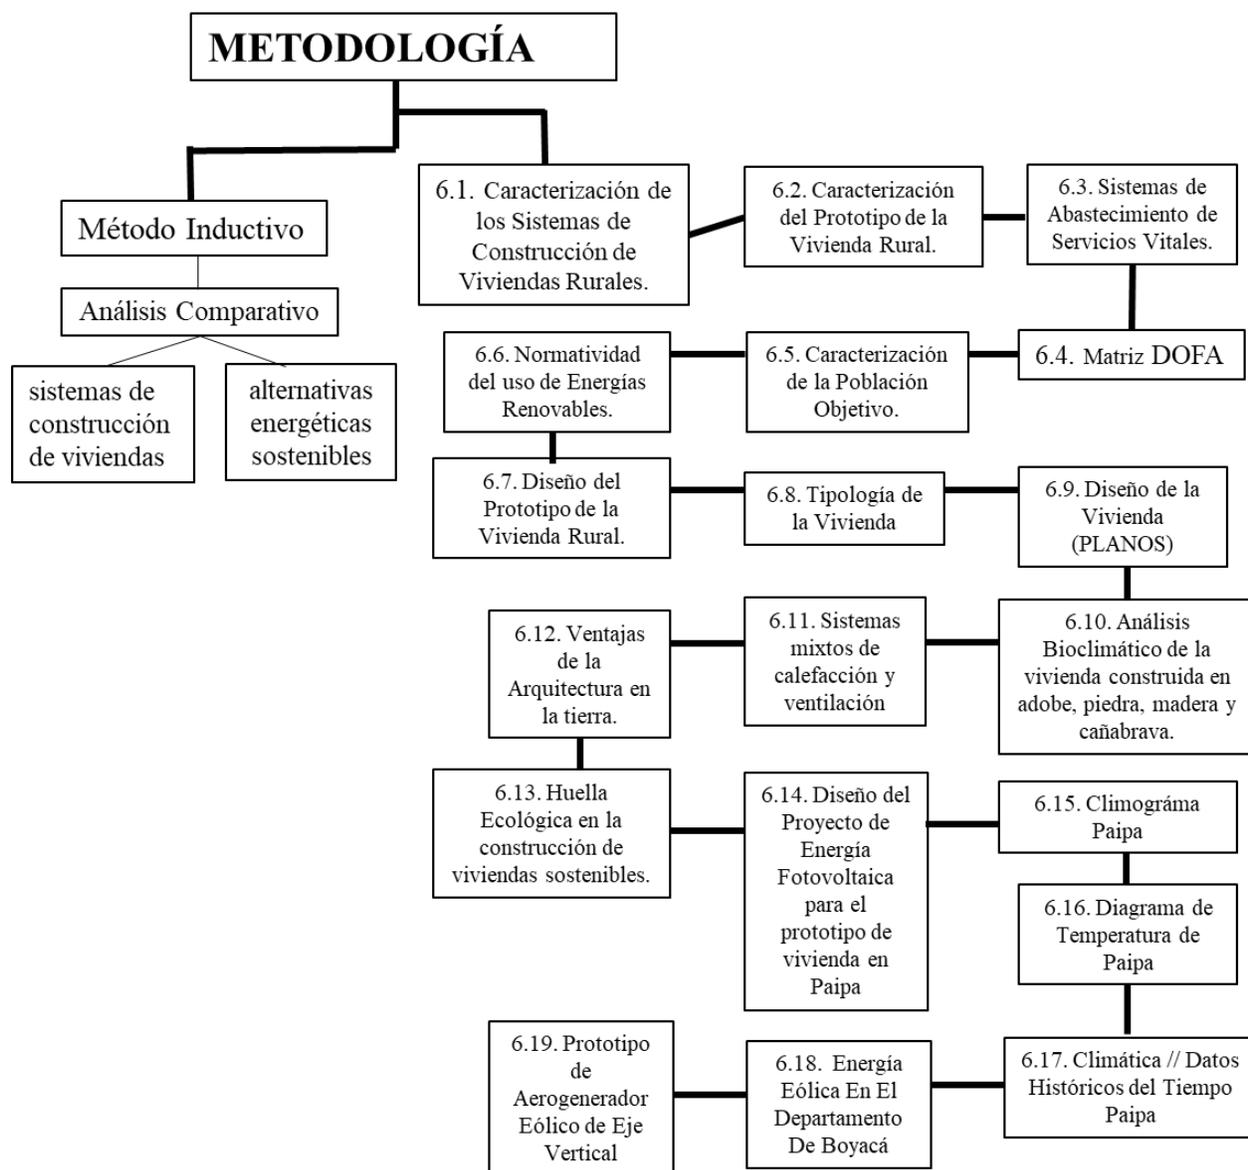 METODOLOGÍA
Método Inductivo
Análisis Comparativo
sistemas de
construcción
de viviendas
alternativas
energéticas
sostenibles
6.1. Caracterización de
los Sistemas de
Construcción de
Viviendas Rurales.
6.2. Caracterización
del Prototipo de la
Vivienda Rural.
6.3. Sistemas de
Abastecimiento de
Servicios Vitales.
6.4. Matriz DOFA
6.5. Caracterización
de la Población
Objetivo.
6.6. Normatividad
del uso de Energías
Renovables.
6.7. Diseño del
Prototipo de la
Vivienda Rural.
6.8. Tipología de
la Vivienda
6.9. Diseño de la
Vivienda
(PLANOS)
6.10. Análisis
Bioclimático de la
vivienda construida en
adobe, piedra, madera y
cañabrava.
6.11. Sistemas
mixtos de
calefacción y
ventilación
6.12. Ventajas
de la
Arquitectura en
la tierra.
6.13. Huella
Ecológica en la
construcción de
viviendas sostenibles.
6.14. Diseño del
Proyecto de
Energía
Fotovoltaica
para el
prototipo de
vivienda en
Paipa
6.15. Climográma
Paipa
6.16. Diagrama de
Temperatura de
Paipa
6.17. Climática // Datos
Históricos del Tiempo
Paipa
6.18. Energía
Eólica En El
Departamento
De Boyacá
6.19. Prototipo
de
Aerogenerador
Eólico de Eje
Vertical